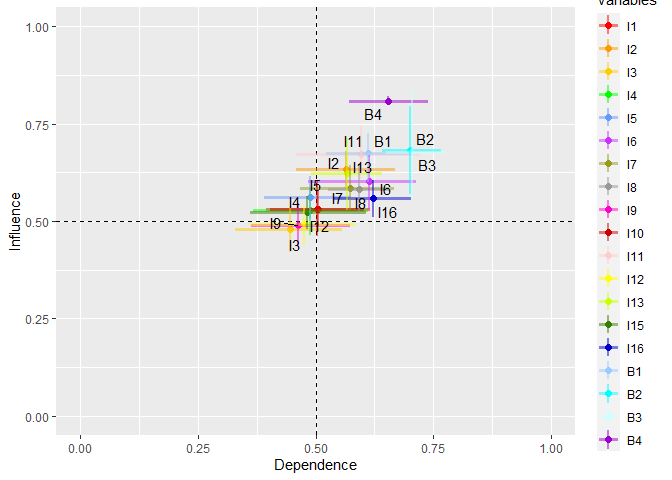 Variables
1.00
0.75
0.50
0.25
0.00
Influence
B4
I11
B1
B2
I2
I13
B3
I5
I7
I6
I4
I8
I16
I9
I12
I3
0.00
0.25
0.50
0.75
1.00
Dependence
I1
I2
I3
I4
I5
I6
I7
I8
I9
I10
I11
I12
I13
I15
I16
B1
B2
B3
B4